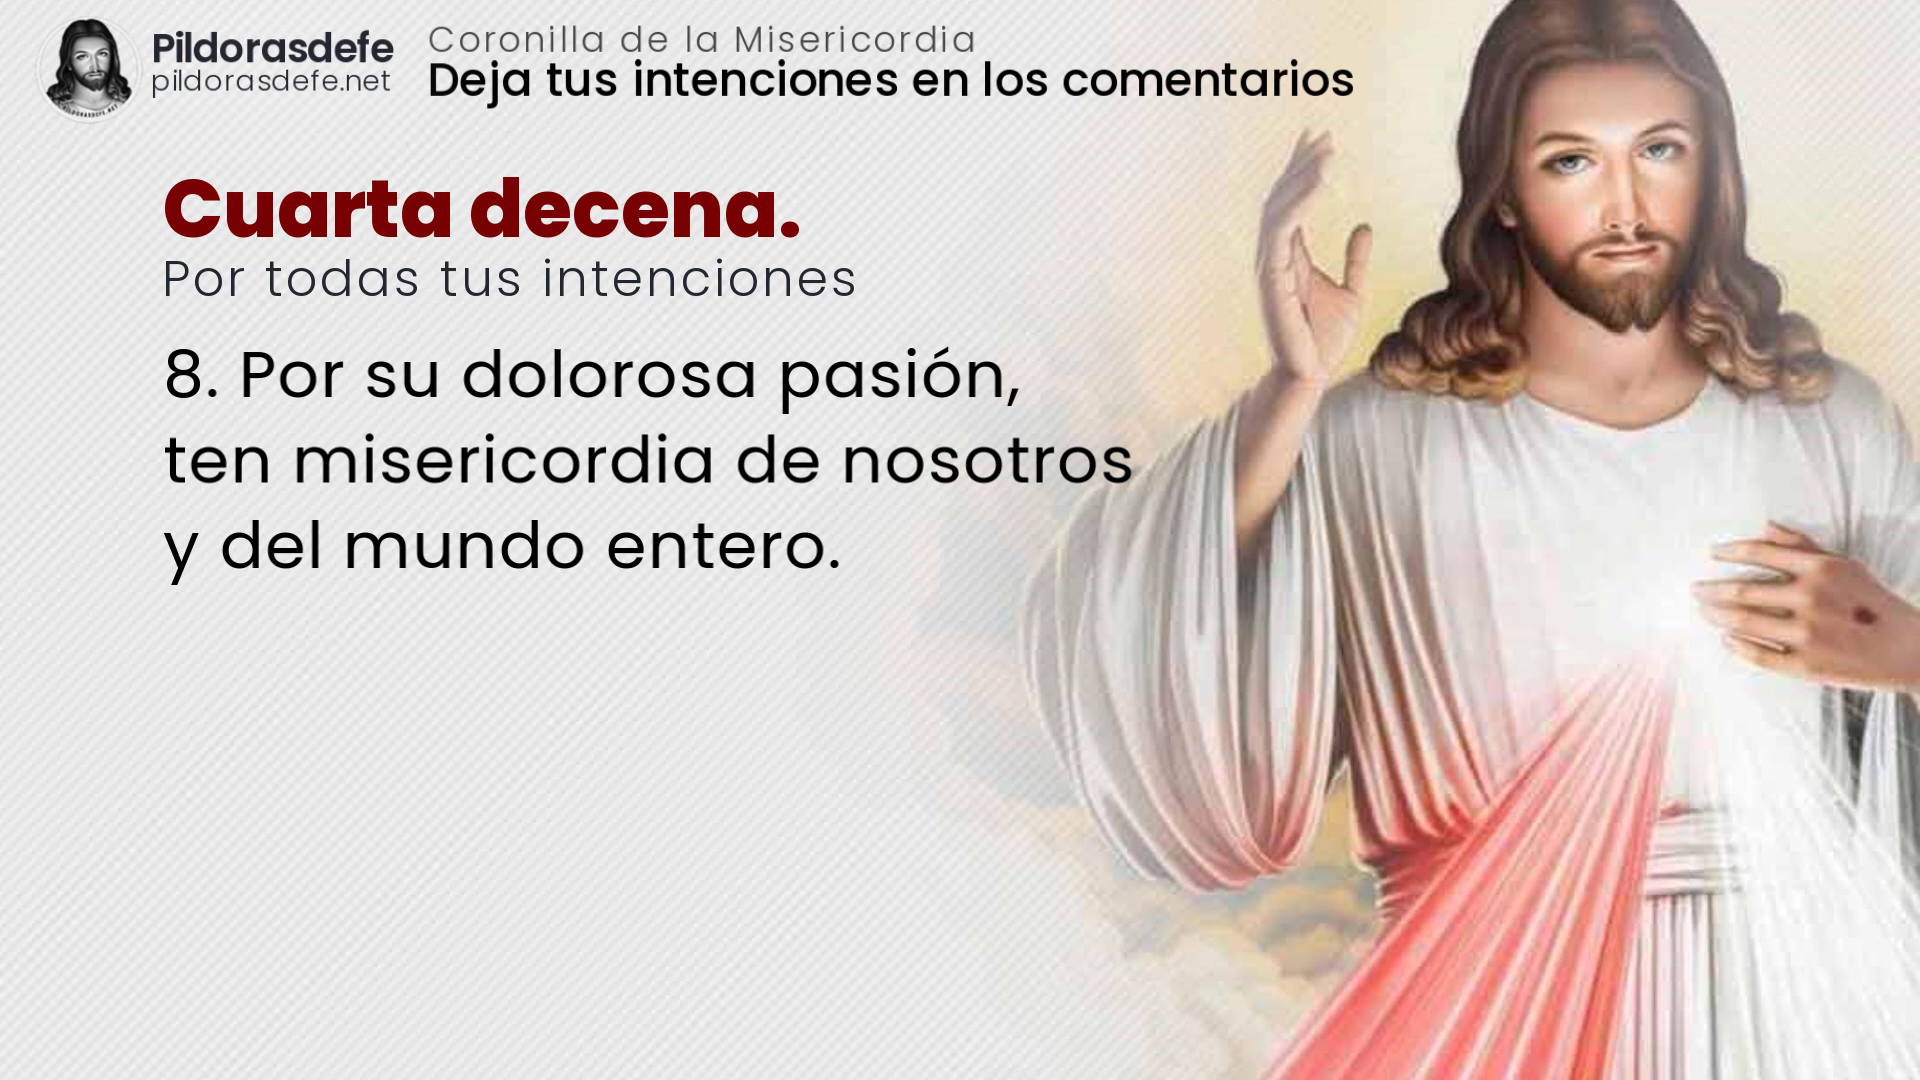 Pildorasdefe
pildorasdefe.net
Coronilla de la Misericordia
Deja tus intenciones en los comentarios
Cuarta decena.
Por todas tus intenciones
8. Por su dolorosa pasión,
ten misericordia de nosotros
y del mundo entero.